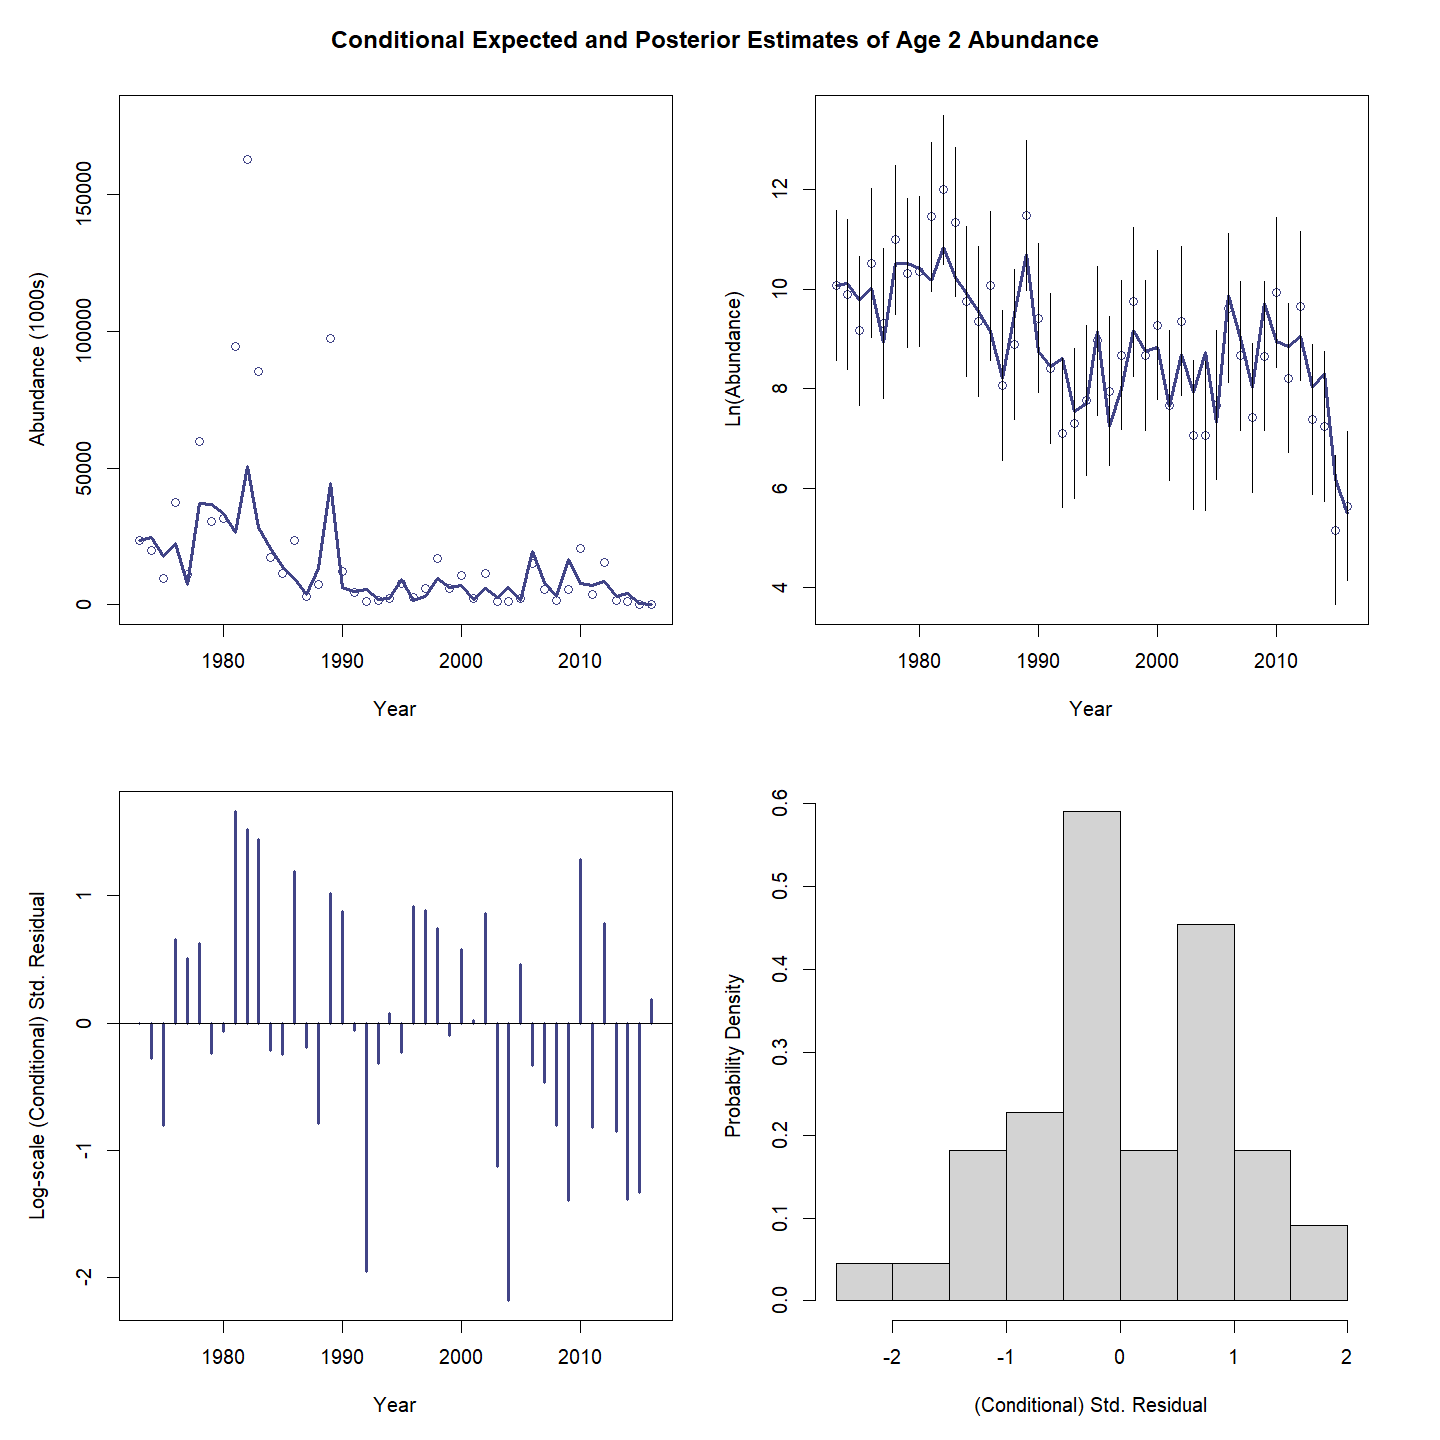 Conditional Expected and Posterior Estimates of Age 2 Abundance
Abundance (1000s)
150000
100000
50000
0
1980 1990 2000 2010
Year
Ln(Abundance)
12
10
8
6
4
1980 1990 2000 2010
Year
Log-scale (Conditional) Std. Residual
1
0
-1
-2
1980 1990 2000 2010
Year
Probability Density
0.6
0.5
0.4
0.3
0.2
0.1
0.0
-2 -1 0 1 2
(Conditional) Std. Residual